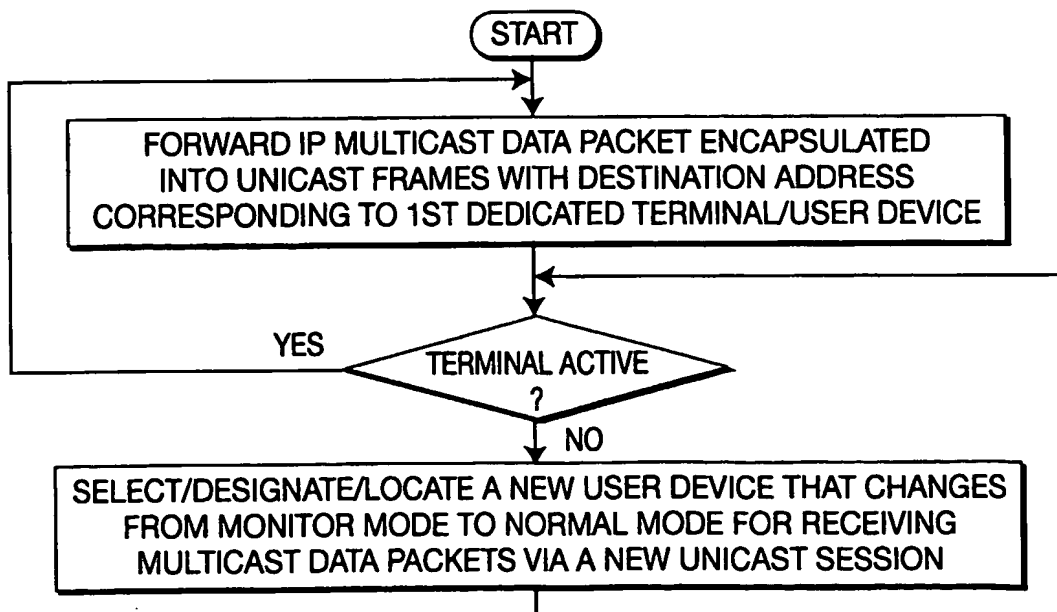 START
FORWARD IP MULTICAST DATA PACKET ENCAPSULATED
INTO UNICAST FRAMES WITH DESTINATION ADDRESS
CORRESPONDING TO 1ST DEDICATED TERMINAL/USER DEVICE
YES
TERMINAL ACTIVE
?
NO
SELECT/DESIGNATE/LOCATE A NEW USER DEVICE THAT CHANGES
FROM MONITOR MODE TO NORMAL MODE FOR RECEIVING
MULTICAST DATA PACKETS VIA A NEW UNICAST SESSION